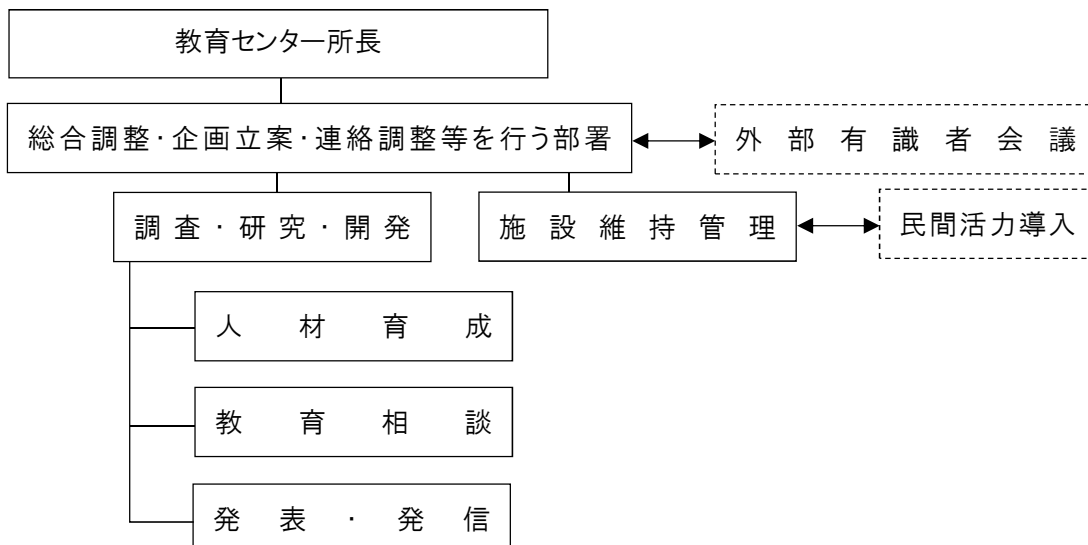 教育センター所長
総合調整・企画立案・連絡調整等を行う部署
外部有識者会議
調査・研究・開発
施設維持管理
民間活力導入
人材育成
教育相談
発表・発信